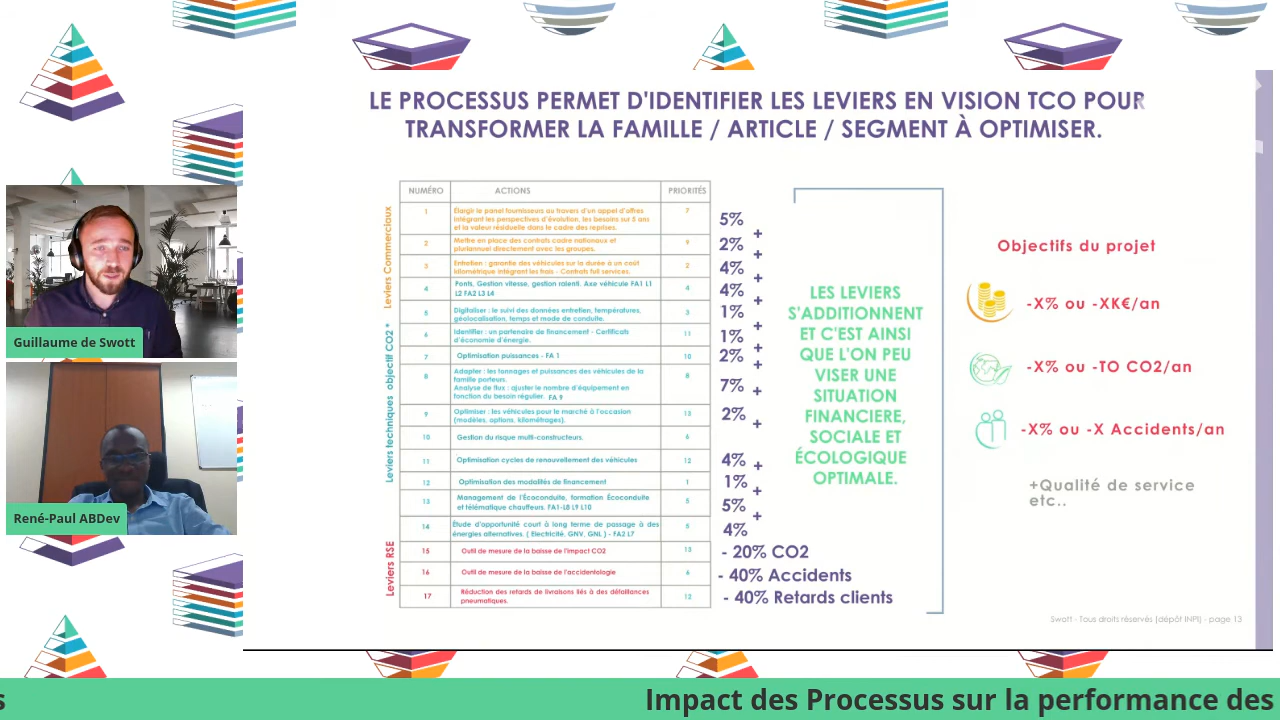 LE PROCESSUS PERMET D'IDENTIFIER LES LEVIERS EN VISION TCO POUR
TRANSFORMER LA FAMILLE / ARTICLE / SEGMENT À OPTIMISER.
NUMÉRO ACTIONS PRIORITÉS
Leviers Commerciaux
1 Élargir le panel fournisseurs au travers d'un appel d'offres 7
intégrant les perspectives d'évolution, les besoins sur 5 ans
et la valeur résiduelle dans le cadre des reprises.
5%
+
2 Mettre en place des contrats cadre nationaux et 9
pluriannuel directement avec les groupes.
2%
+
3 Entretien : garantie des véhicules sur la durée à un coût 2
kilométrique intégrant les frais - Contrats full services.
4%
+
Leviers techniques objectif CO2 *
4 Ponts, Gestion vitesse, gestion ralenti. Axe véhicule FA1 L1 4
L2 FA2 L3 L4
4%
+
5 Digitaliser : le suivi des données entretien, températures, 3
géolocalisation, temps et mode de conduite.
1%
+
6 Identifier : un partenaire de financement - Certificats 11
d'économie d'énergie.
1%
+
7 Optimisation puissances - FA 1 10
2%
+
8 Adapter : les tonnages et puissances des véhicules de la 8
famille porteurs.
Analyse de flux : ajuster le nombre d'équipement en
fonction du besoin régulier. FA 9
7%
+
9 Optimiser : les véhicules pour le marché à l'occasion 13
(modèles, options, kilométrages).
2%
+
10 Gestion du risque multi-constructeurs. 6
11 Optimisation cycles de renouvellement des véhicules 12
4%
+
12 Optimisation des modalités de financement 1
1%
+
13 Management de l'Écoconduite, formation Écoconduite 5
et télématique chauffeurs. FA1-L8 L9 L10
5%
+
14 Étude d'opportunité court à long terme de passage à des 5
énergies alternatives. ( Electricité, GNV, GNL ) - FA2 L7
4%
Leviers RSE
15 Outil de mesure de la baisse de l'impact CO2 13
- 20% CO2
16 Outil de mesure de la baisse de l'accidentologie 6
- 40% Accidents
17 Réduction des retards de livraisons liés à des défaillances 12
pneumatiques.
- 40% Retards clients
LES LEVIERS
S'ADDITIONNENT
ET C'EST AINSI
QUE L'ON PEU
VISER UNE
SITUATION
FINANCIERE,
SOCIALE ET
ÉCOLOGIQUE
OPTIMALE.
Objectifs du projet
-X% ou -XK€/an
-X% ou -TO CO2/an
-X% ou -X Accidents/an
+Qualité de service
etc..
Swott - Tous droits réservés (dépôt INPI) - page 13
Guillaume de Swott
René-Paul ABDev
s Impact des Processus sur la performance des